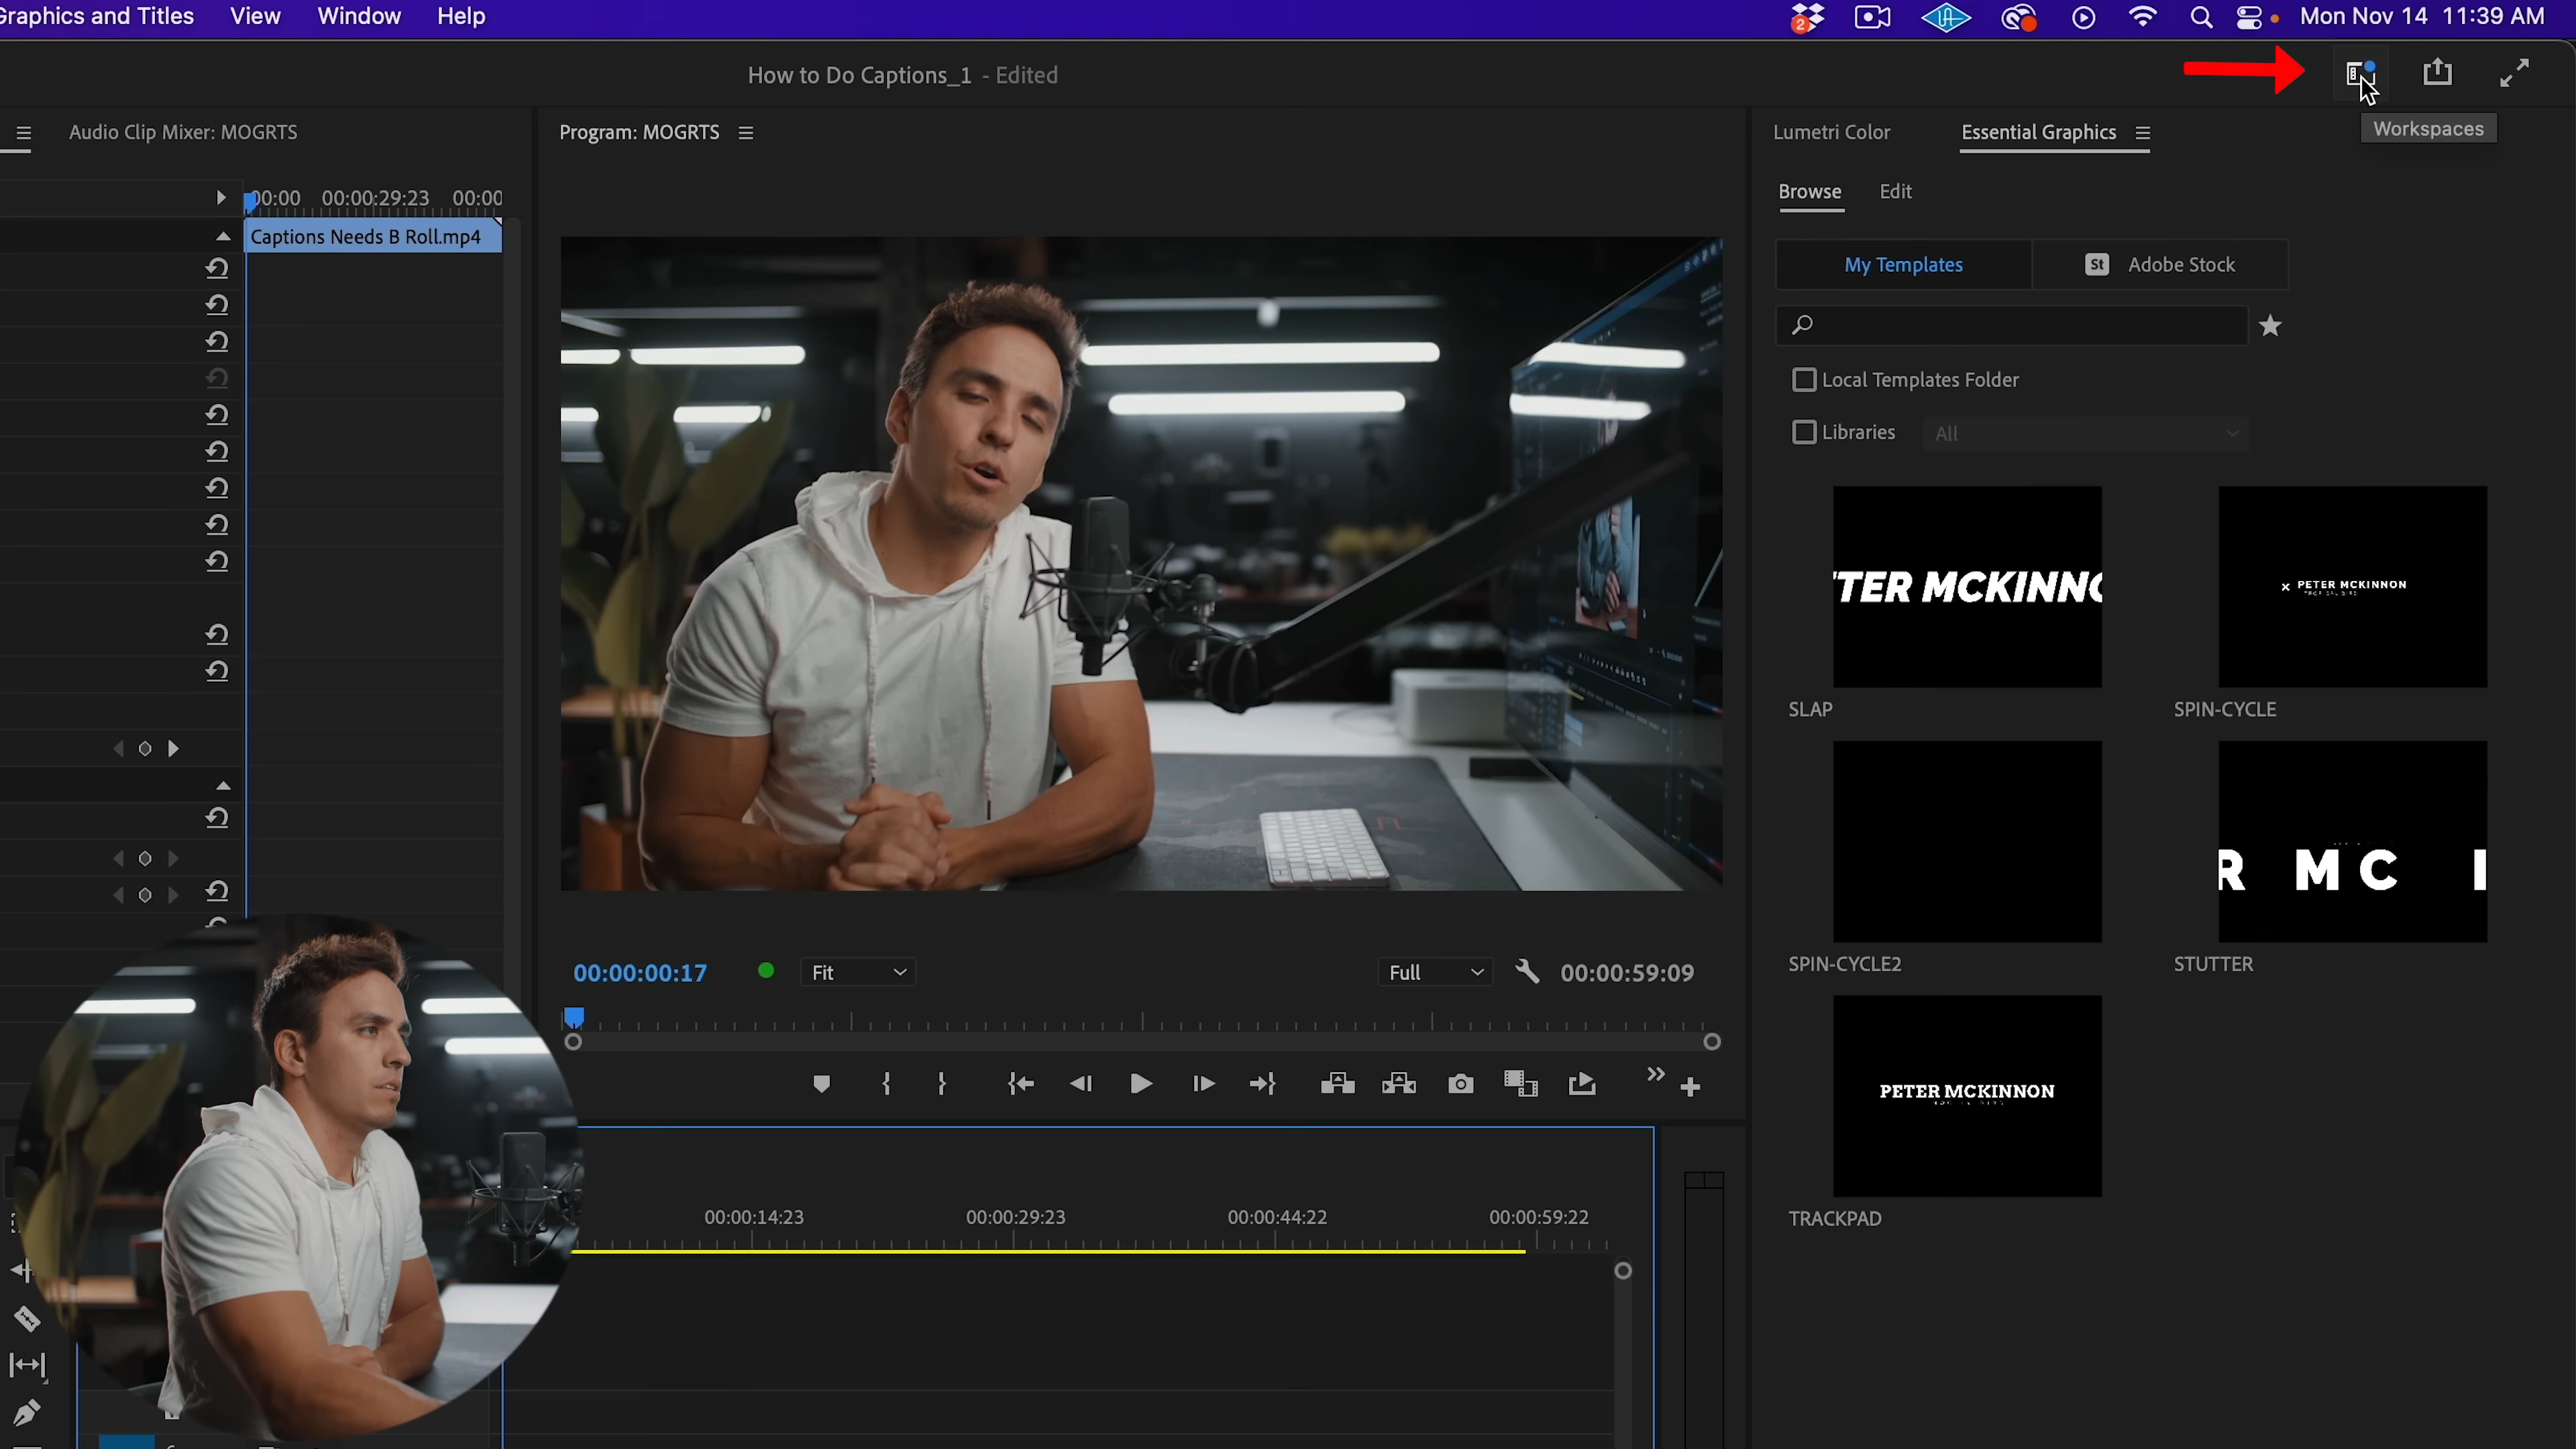 Graphics and Titles View Window Help
2
Mon Nov 14 11:39 AM
How to Do Captions_1 - Edited
Workspaces
Audio Clip Mixer: MOGRTS
Program: MOGRTS
Lumetri Color
Essential Graphics
Browse
Edit
00:00
00:00:29:23
00:00
Captions Needs B Roll.mp4
My Templates
St Adobe Stock
Local Templates Folder
Libraries
All
TER MCKINNO
× PETER MCKINNON
SLAP
SPIN-CYCLE
R MC I
SPIN-CYCLE2
STUTTER
PETER MCKINNON
TRACKPAD
00:00:00:17
Fit
Full
00:00:59:09
00:00:14:23
00:00:29:23
00:00:44:22
00:00:59:22